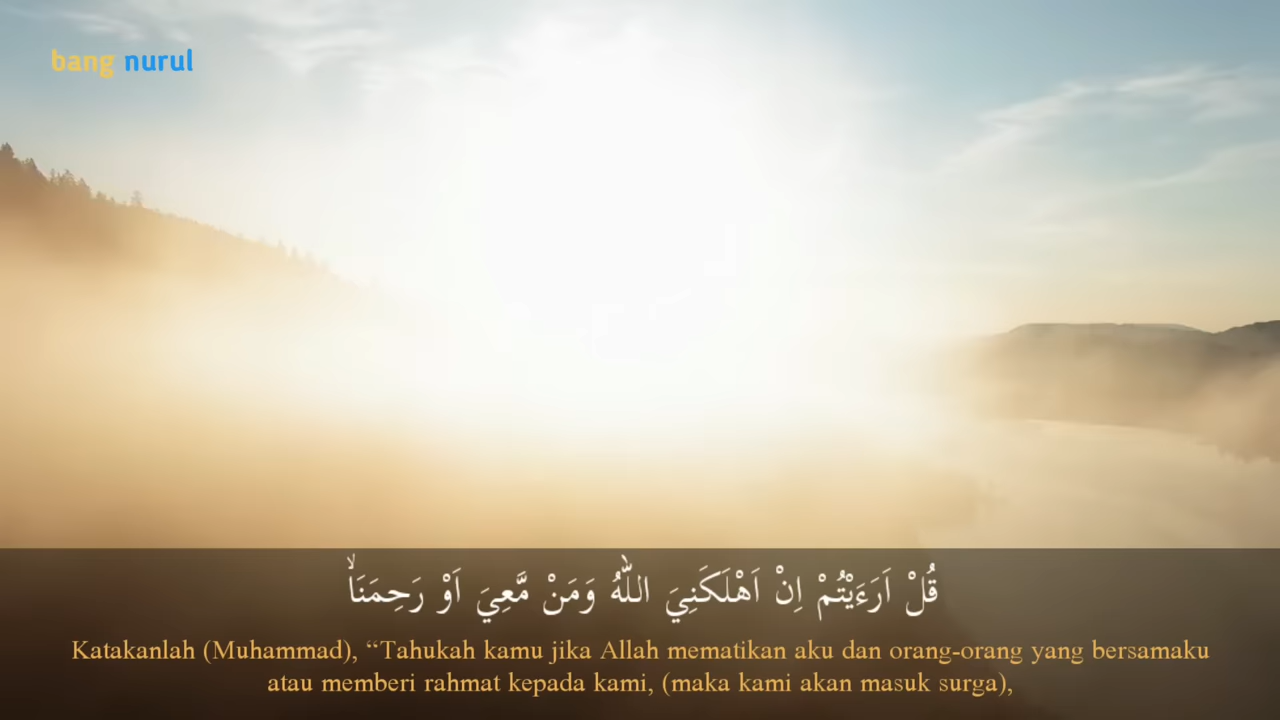 bang nurul
قُلْ اَرَءَيْتُمْ اِنْ اَهْلَكَنِيَ اللّٰهُ وَمَنْ مَّعِيَ اَوْ رَحِمَنَاۙ
Katakanlah (Muhammad), “Tahukah kamu jika Allah mematikan aku dan orang-orang yang bersamaku
atau memberi rahmat kepada kami, (maka kami akan masuk surga),